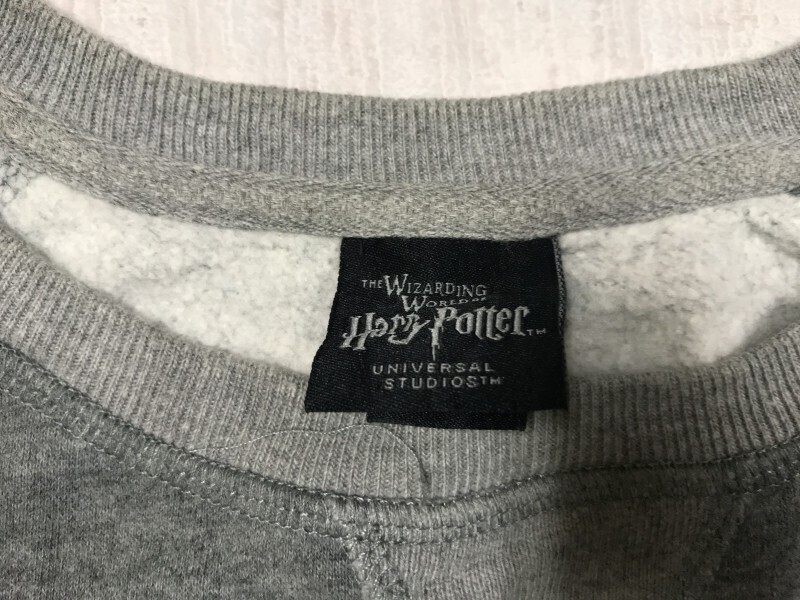 THE WIZARDING
WORLD OF
Harry Potter TM
UNIVERSAL
STUDIOS TM